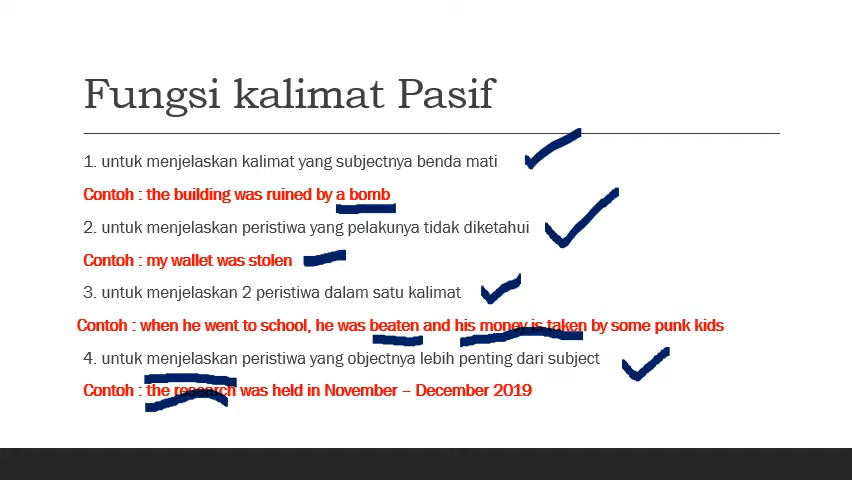 Fungsi kalimat Pasif
1. untuk menjelaskan kalimat yang subjectnya benda mati
Contoh : the building was ruined by a bomb
2. untuk menjelaskan peristiwa yang pelakunya tidak diketahui
Contoh : my wallet was stolen
3. untuk menjelaskan 2 peristiwa dalam satu kalimat
Contoh : when he went to school, he was beaten and his money is taken by some punk kids
4. untuk menjelaskan peristiwa yang objectnya lebih penting dari subject
Contoh : the research was held in November – December 2019